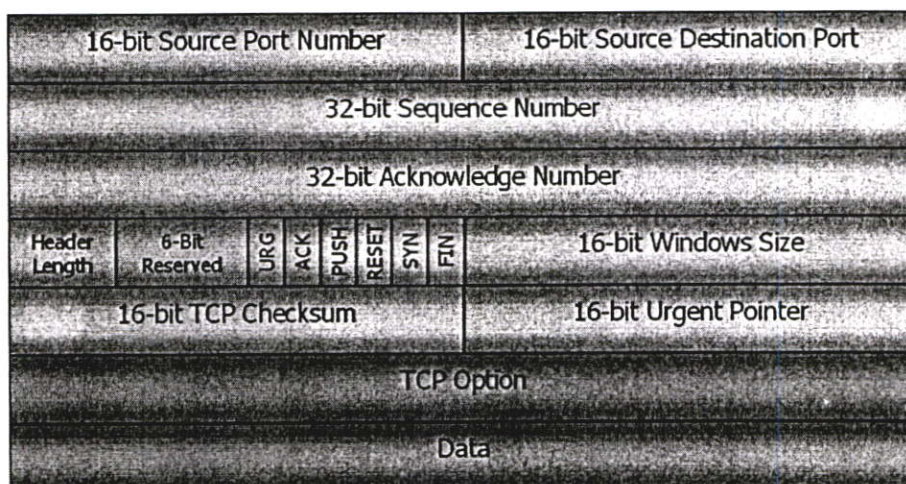 16-bit Source Port Number
16-bit Source Destination Port
32-bit Sequence Number
32-bit Acknowledge Number
Header
Length
6-Bit
Reserved
URG
ACK
PUSH
RESET
SYN
FIN
16-bit Windows Size
16-bit TCP Checksum
16-bit Urgent Pointer
TCP Option
Data